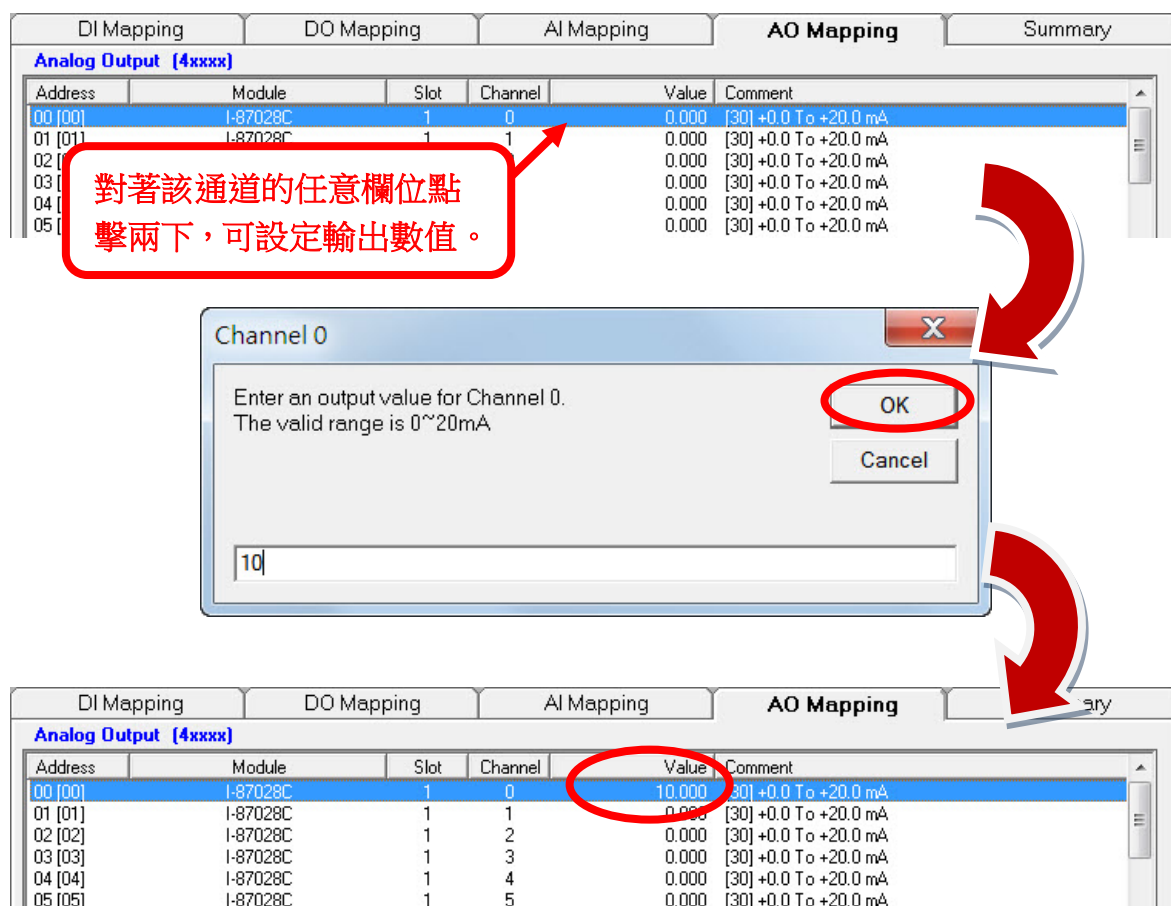 DI Mapping DO Mapping AI Mapping AO Mapping Summary
Analog Output (4xxxx)
Address Module Slot Channel Value Comment
00 [00] I-87028C 1 0 0.000 [30] +0.0 To +20.0 mA
01 [01] I-87028C 1 1 0.000 [30] +0.0 To +20.0 mA
02 0.000 [30] +0.0 To +20.0 mA
03 0.000 [30] +0.0 To +20.0 mA
04 0.000 [30] +0.0 To +20.0 mA
05 0.000 [30] +0.0 To +20.0 mA
對著該通道的任意欄位點
擊兩下，可設定輸出數值。
Channel 0
Enter an output value for Channel 0.
The valid range is 0~20mA
OK
Cancel
10
DI Mapping DO Mapping AI Mapping AO Mapping
Analog Output (4xxxx)
Address Module Slot Channel Value Comment
00 [00] I-87028C 1 0 10.000 [30] +0.0 To +20.0 mA
01 [01] I-87028C 1 1 0.000 [30] +0.0 To +20.0 mA
02 [02] I-87028C 1 2 0.000 [30] +0.0 To +20.0 mA
03 [03] I-87028C 1 3 0.000 [30] +0.0 To +20.0 mA
04 [04] I-87028C 1 4 0.000 [30] +0.0 To +20.0 mA
05 [05] I-87028C 1 5 0.000 [30] +0.0 To +20.0 mA